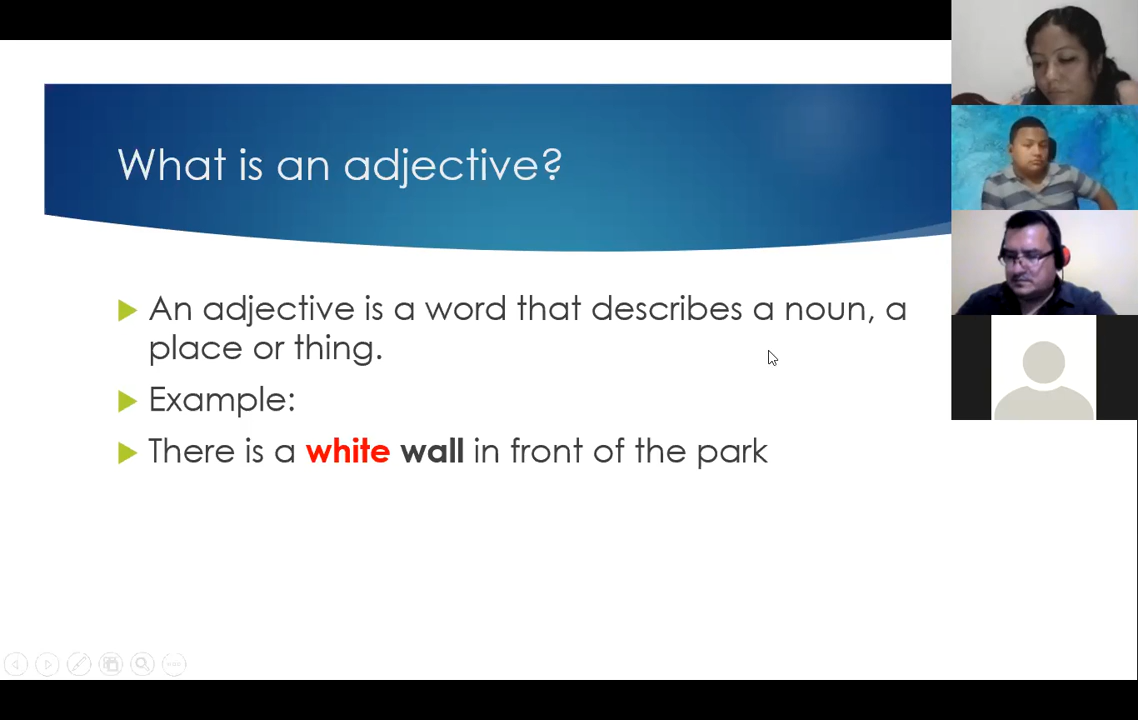 What is an adjective?
An adjective is a word that describes a noun, a
place or thing.
Example:
There is a white wall in front of the park